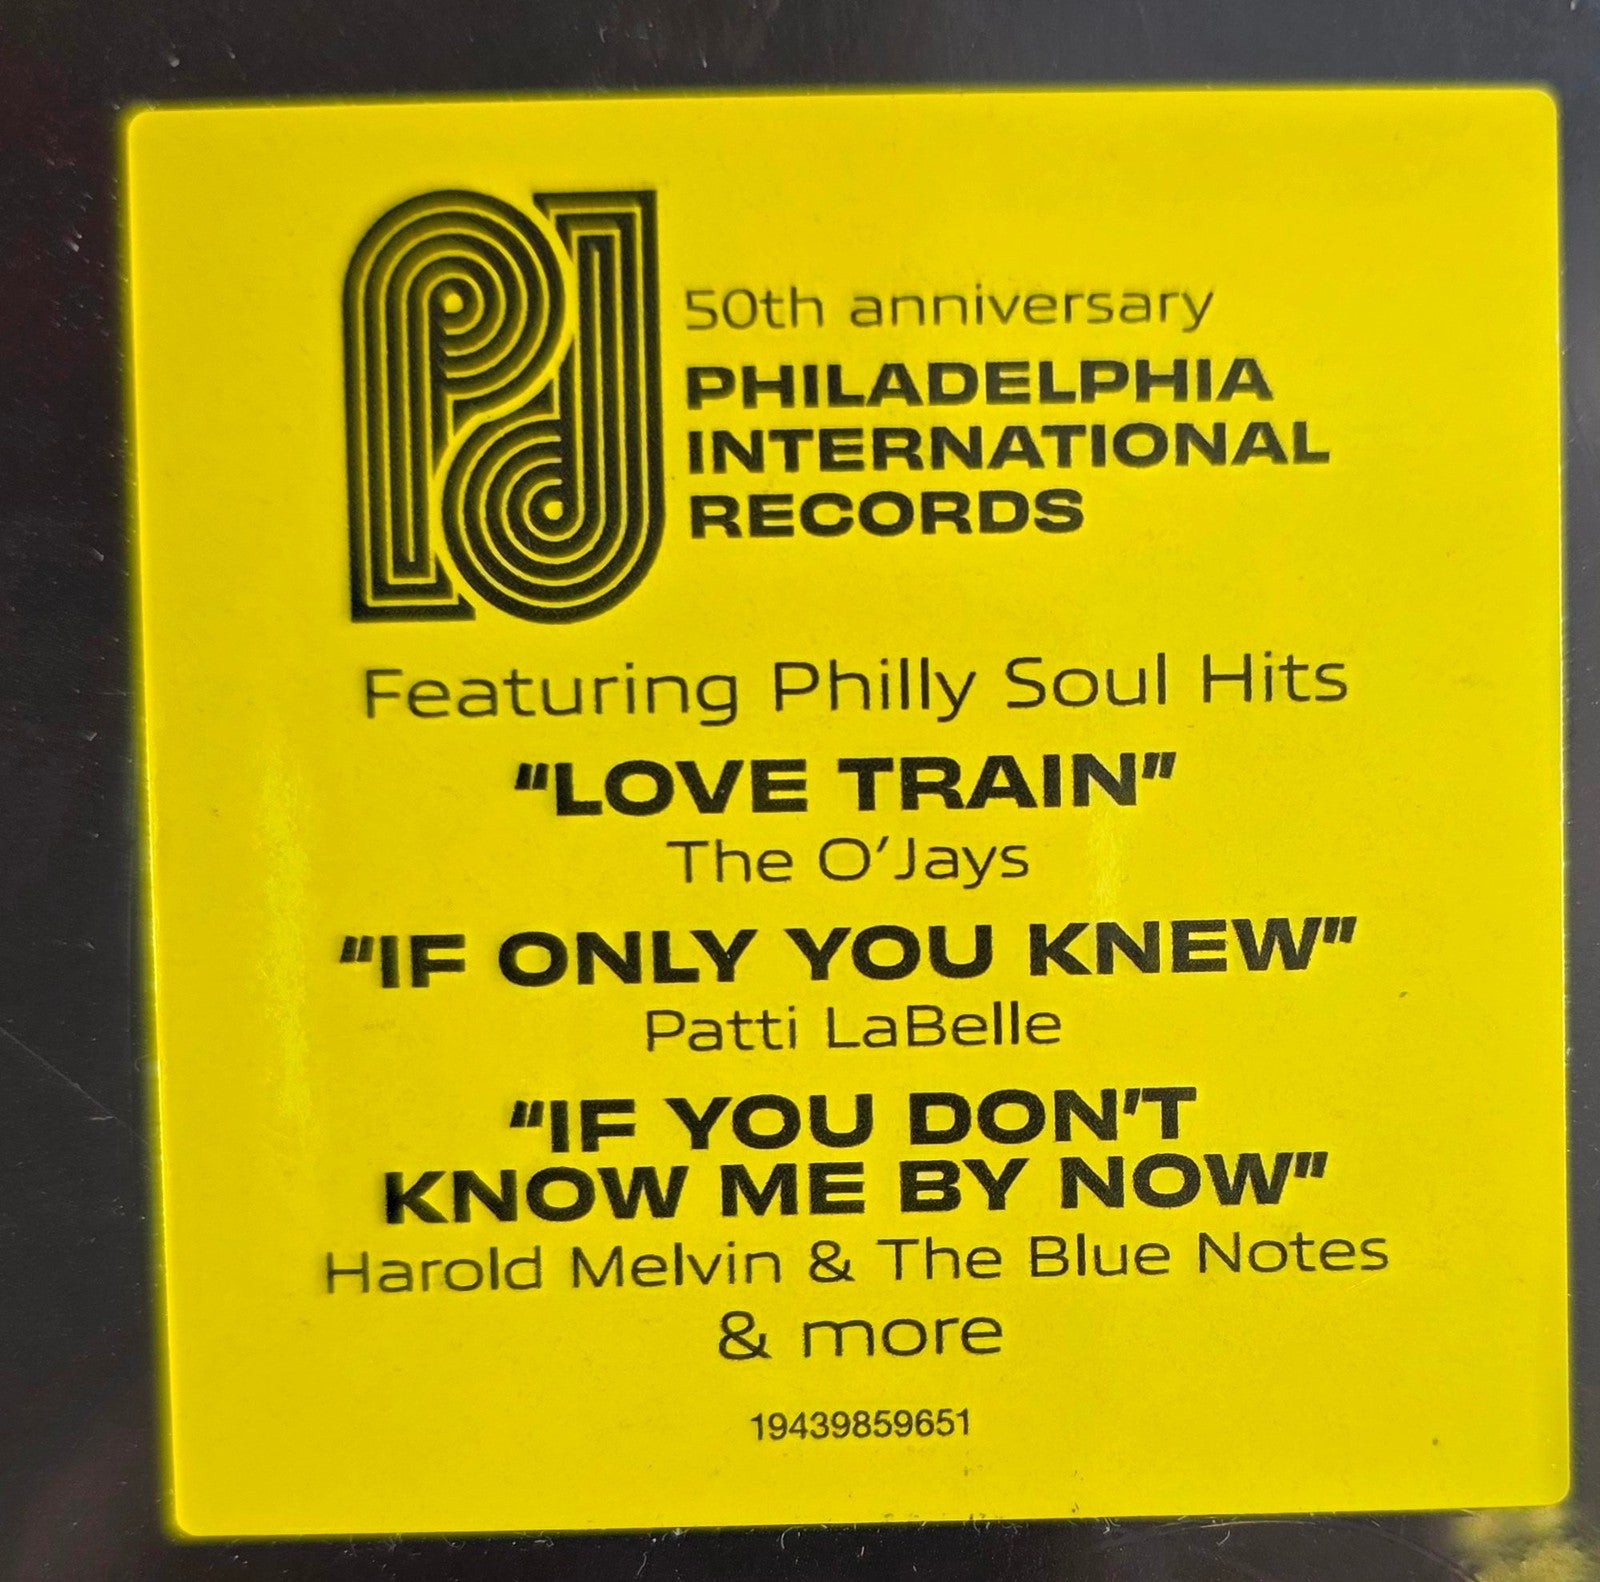 50th anniversary
PHILADELPHIA
INTERNATIONAL
RECORDS
Featuring Philly Soul Hits
"LOVE TRAIN"
The O'Jays
"IF ONLY YOU KNEW"
Patti LaBelle
"IF YOU DON'T
KNOW ME BY NOW"
Harold Melvin & The Blue Notes
& more
19439859651